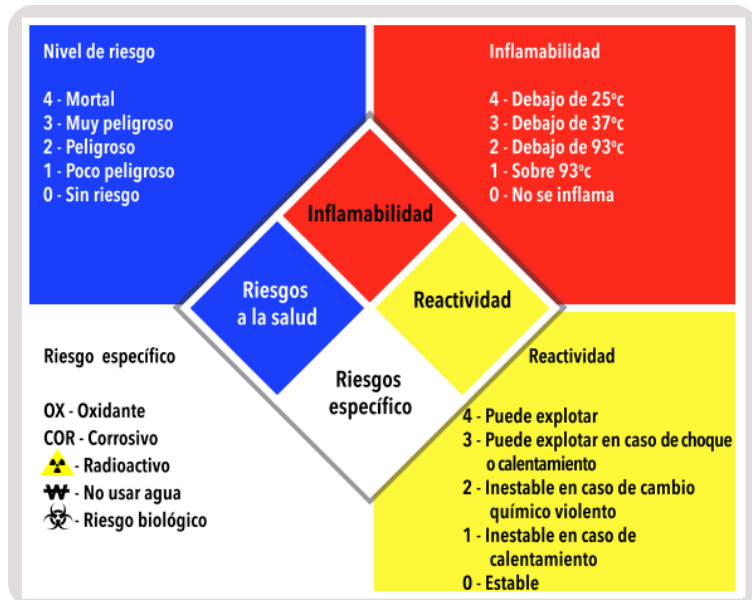 Nivel de riesgo
4 - Mortal
3 - Muy peligroso
2 - Peligroso
1 - Poco peligroso
0 - Sin riesgo
Inflamabilidad
4 - Debajo de 25ºc
3 - Debajo de 37ºc
2 - Debajo de 93ºc
1 - Sobre 93ºc
0 - No se inflama
Inflamabilidad
Riesgos
a la salud
Reactividad
Riesgos
específico
Riesgo específico
OX - Oxidante
COR - Corrosivo
- Radioactivo
W - No usar agua
- Riesgo biológico
Reactividad
4 - Puede explotar
3 - Puede explotar en caso de choque
o calentamiento
2 - Inestable en caso de cambio
químico violento
1 - Inestable en caso de
calentamiento
0 - Estable